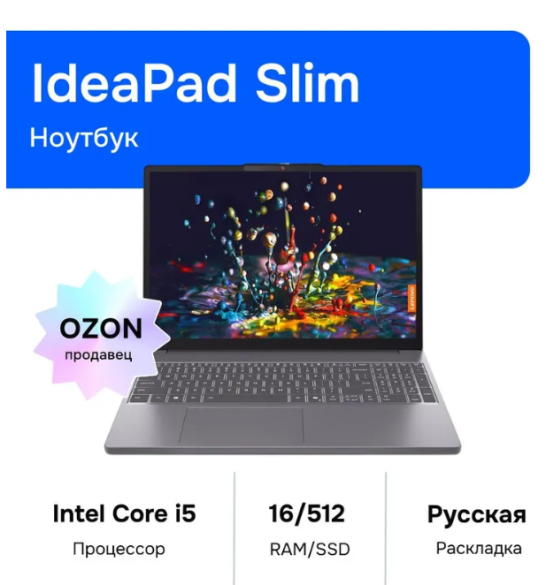 IdeaPad Slim
Ноутбук
OZON
продавец
Intel Core i5
16/512
Русская
Процессор
RAM/SSD
Раскладка